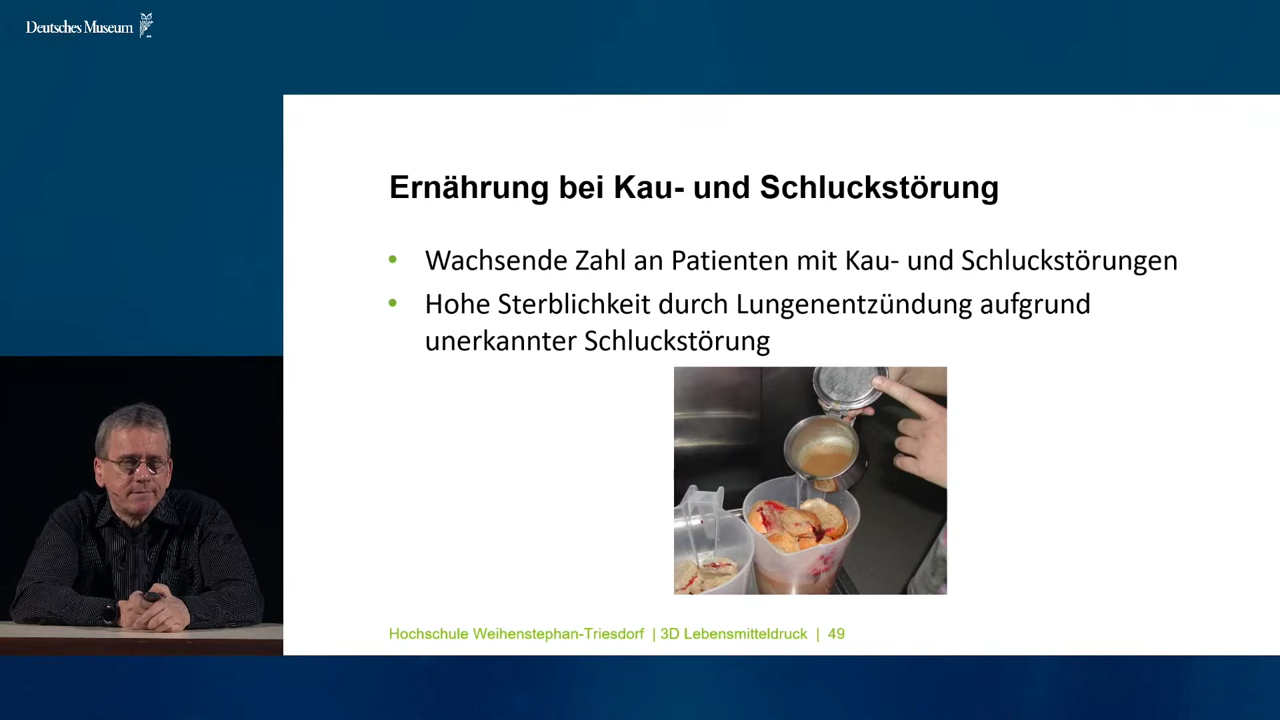 Deutsches Museum
Ernährung bei Kau- und Schluckstörung
• Wachsende Zahl an Patienten mit Kau- und Schluckstörungen
• Hohe Sterblichkeit durch Lungenentzündung aufgrund
unerkannter Schluckstörung
Hochschule Weihenstephan-Triesdorf | 3D Lebensmitteldruck | 49